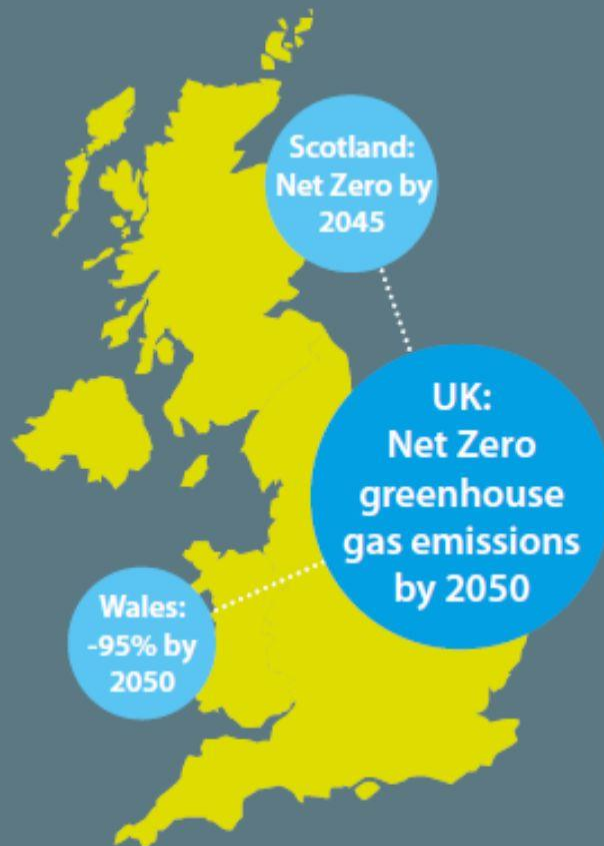 Scotland:
Net Zero by
2045
UK:
Net Zero
greenhouse
gas emissions
by 2050
Wales:
-95% by
2050